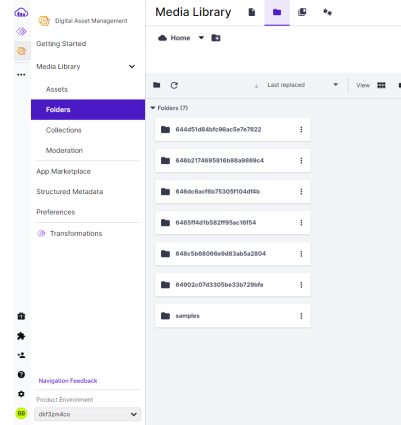 Digital Asset Management
Getting Started
Media Library
Assets
Folders
Collections
Moderation
App Marketplace
Structured Metadata
Preferences
Transformations
Navigation Feedback
Product Environment
BB
dkf3zm4co
Media Library
Home
Last replaced
View
Folders (7)
644d51d84bfc96ac5e7e7822
646b2174695816b98a9869c4
646dc6acf6b75305f104df4b
6485ff4d1b582ff95ac16f54
648c5b68066e9d83ab5a2804
64902c07d3305be33b729bfe
samples